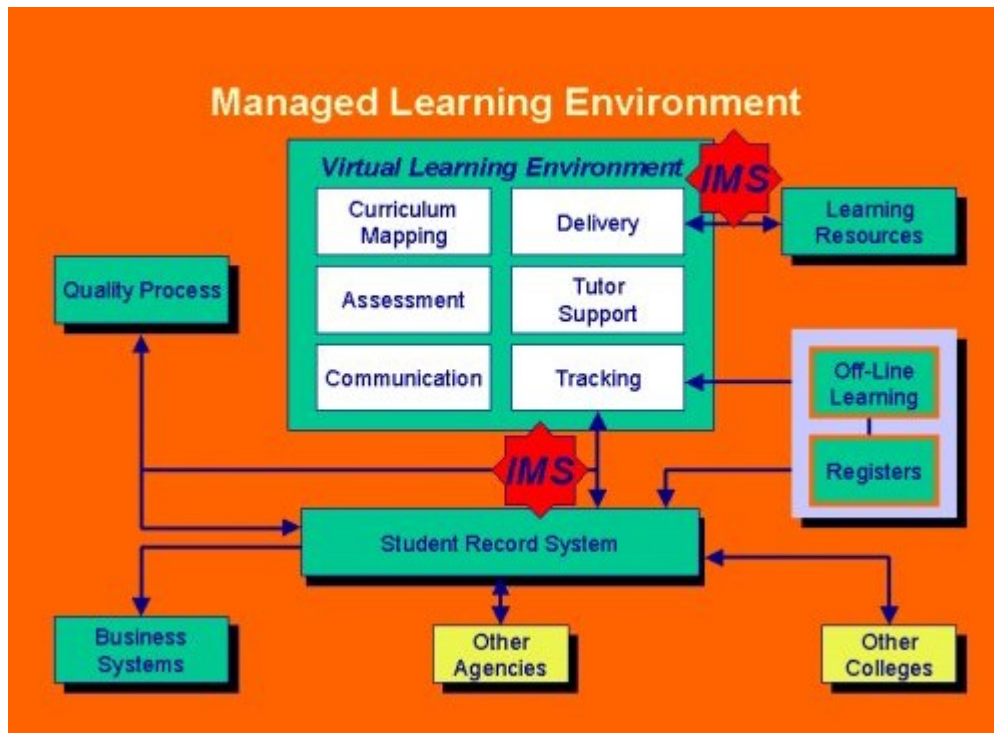 Managed Learning Environment
Virtual Learning Environment
IMS
Curriculum
Mapping
Delivery
Learning
Resources
Quality Process
Assessment
Tutor
Support
Communication
Tracking
Off-Line
Learning
Registers
IMS
Student Record System
Business
Systems
Other
Agencies
Other
Colleges